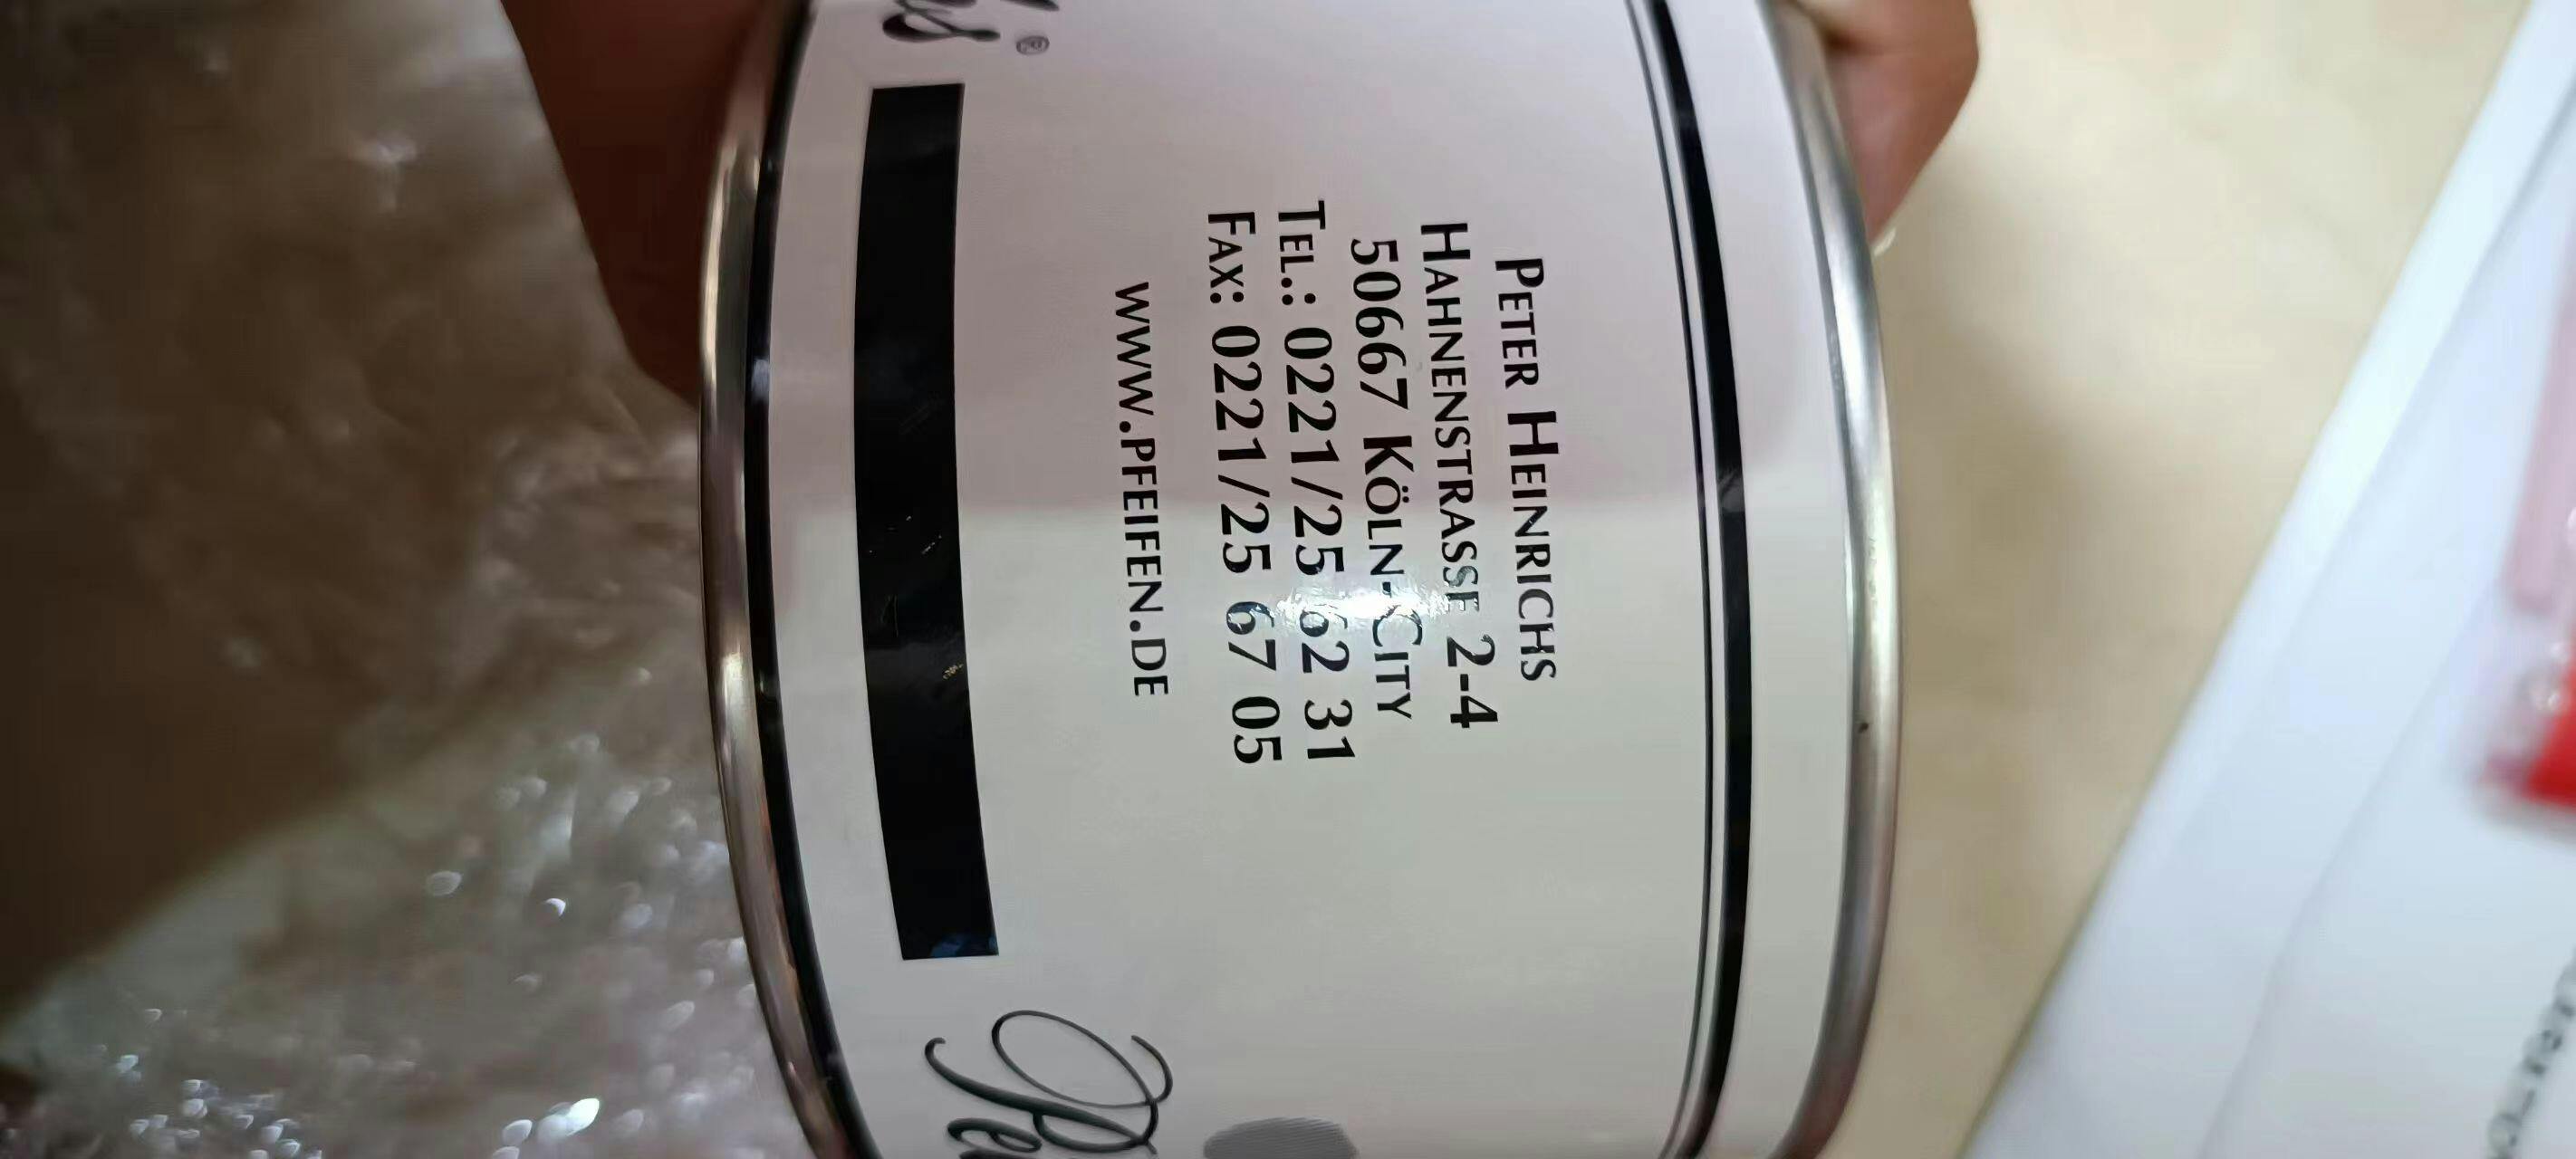 Peter Heinrichs
Hahnenstrasse 2-4
50667 Köln-City
Tel.: 0221/25 62 31
Fax: 0221/25 67 05
www.pfeifen.de